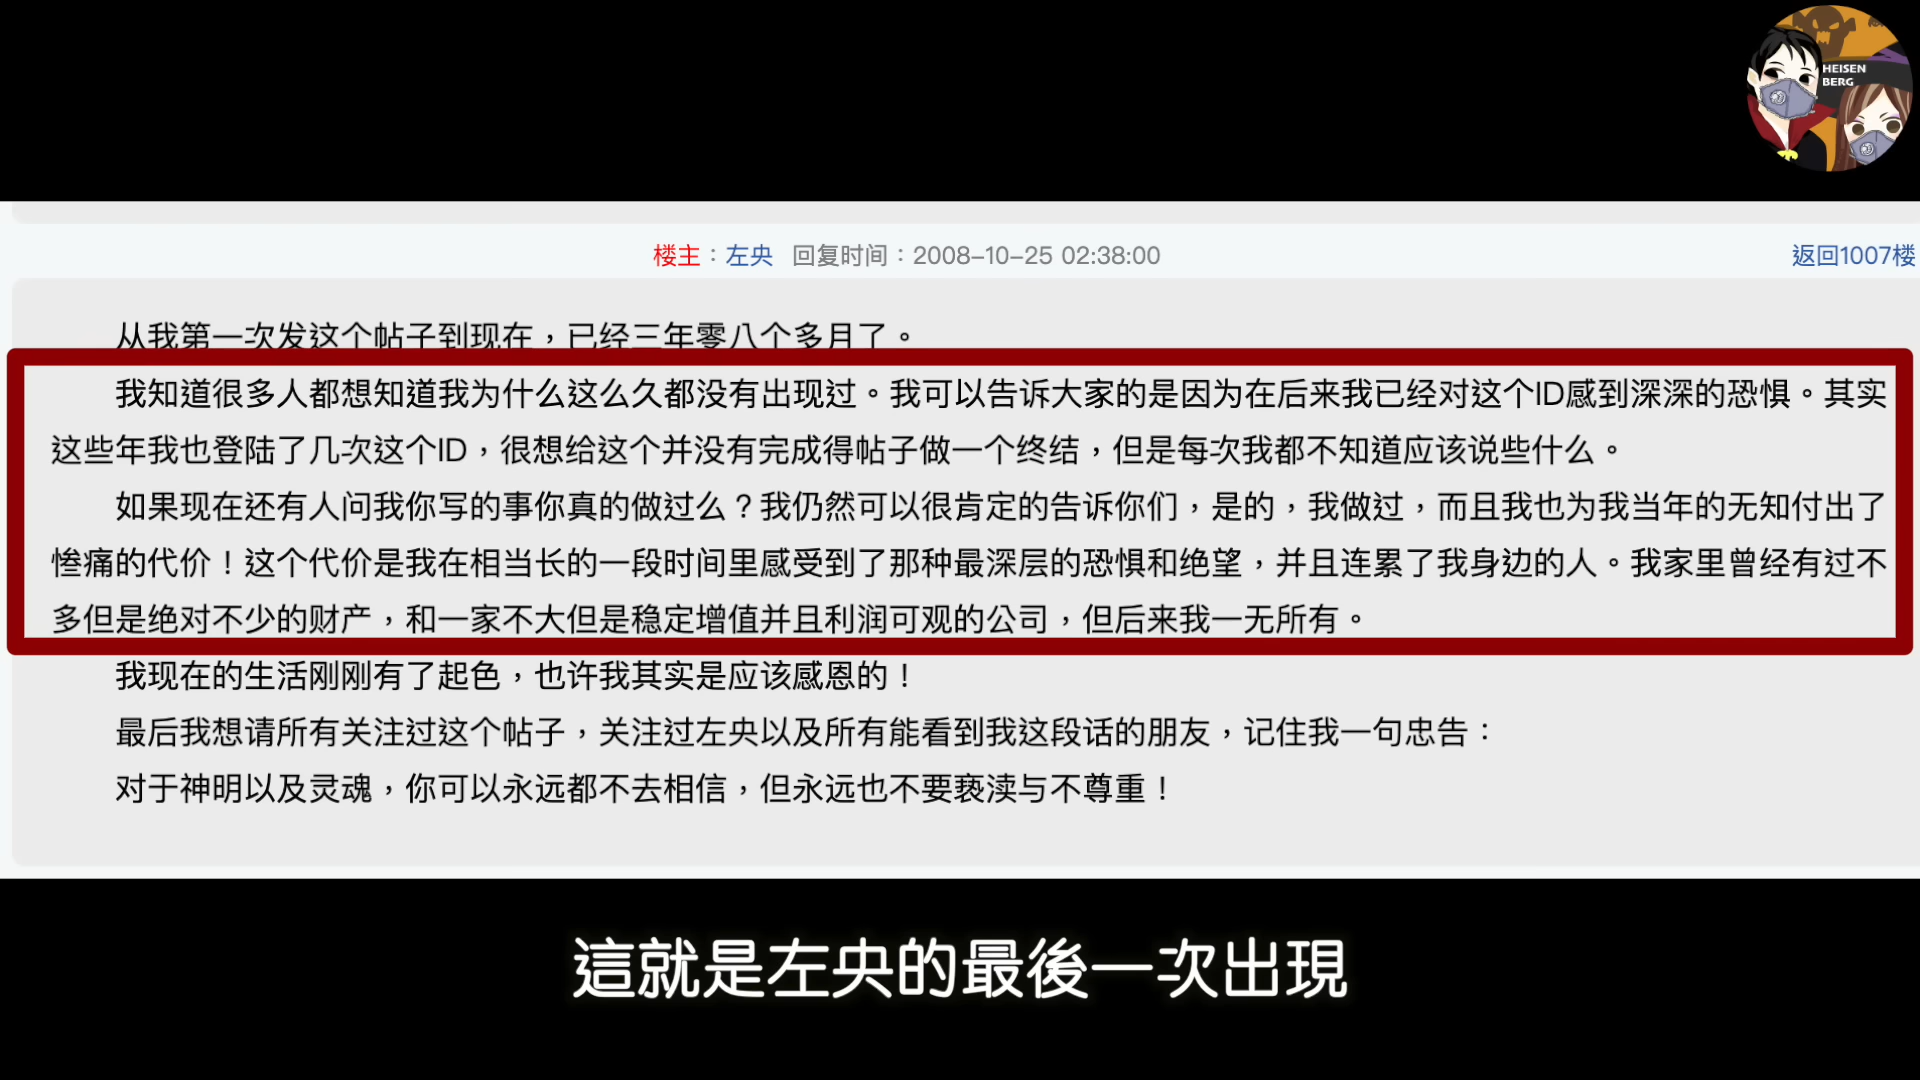 HEISEN
BERG
楼主：左央 回复时间：2008-10-25 02:38:00 返回1007楼
从我第一次发这个帖子到现在，已经三年零八个多月了。
我知道很多人都想知道我为什么这么久都没有出现过。我可以告诉大家的是因为在后来我已经对这个ID感到深深的恐惧。其实
这些年我也登陆了几次这个ID，很想给这个并没有完成得帖子做一个终结，但是每次我都不知道应该说些什么。
如果现在还有人问我你写的事你真的做过么？我仍然可以很肯定的告诉你们，是的，我做过，而且我也为我当年的无知付出了
惨痛的代价！这个代价是我在相当长的一段时间里感受到了那种最深层的恐惧和绝望，并且连累了我身边的人。我家里曾经有过不
多但是绝对不少的财产，和一家不大但是稳定增值并且利润可观的公司，但后来我一无所有。
我现在的生活刚刚有了起色，也许我其实是应该感恩的！
最后我想请所有关注过这个帖子，关注过左央以及所有能看到我这段话的朋友，记住我一句忠告：
对于神明以及灵魂，你可以永远都不去相信，但永远也不要亵渎与不尊重！
這就是左央的最後一次出現